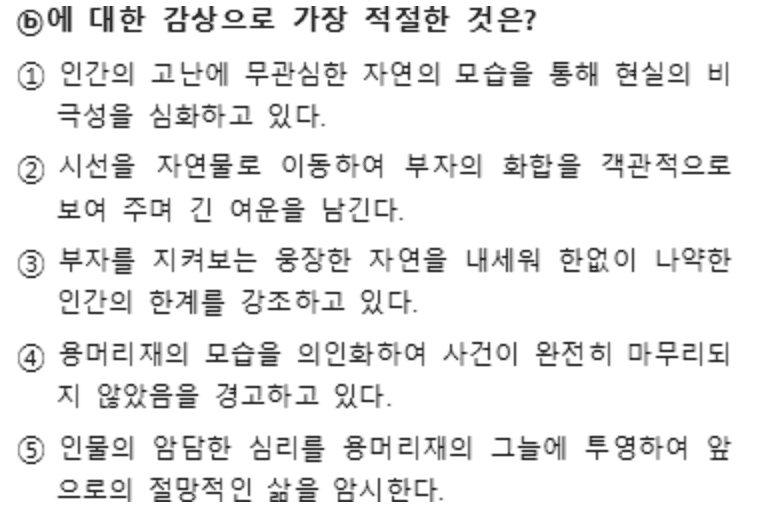 ⓑ에 대한 감상으로 가장 적절한 것은?
① 인간의 고난에 무관심한 자연의 모습을 통해 현실의 비
극성을 심화하고 있다.
② 시선을 자연물로 이동하여 부자의 화합을 객관적으로
보여 주며 긴 여운을 남긴다.
③ 부자를 지켜보는 웅장한 자연을 내세워 한없이 나약한
인간의 한계를 강조하고 있다.
④ 용머리재의 모습을 의인화하여 사건이 완전히 마무리되
지 않았음을 경고하고 있다.
⑤ 인물의 암담한 심리를 용머리재의 그늘에 투영하여 앞
으로의 절망적인 삶을 암시한다.